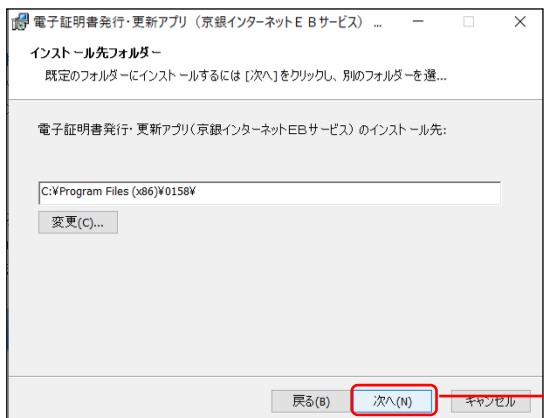 電子証明書発行・更新アプリ（京銀インターネットＥＢサービス） ...
インストール先フォルダー
既定のフォルダーにインストールするには [次へ]をクリックし、別のフォルダーを選...
電子証明書発行・更新アプリ（京銀インターネットＥＢサービス） のインストール先:
C:¥Program Files (x86)¥0158¥
変更(C)...
戻る(B) 次へ(N) キャンセル